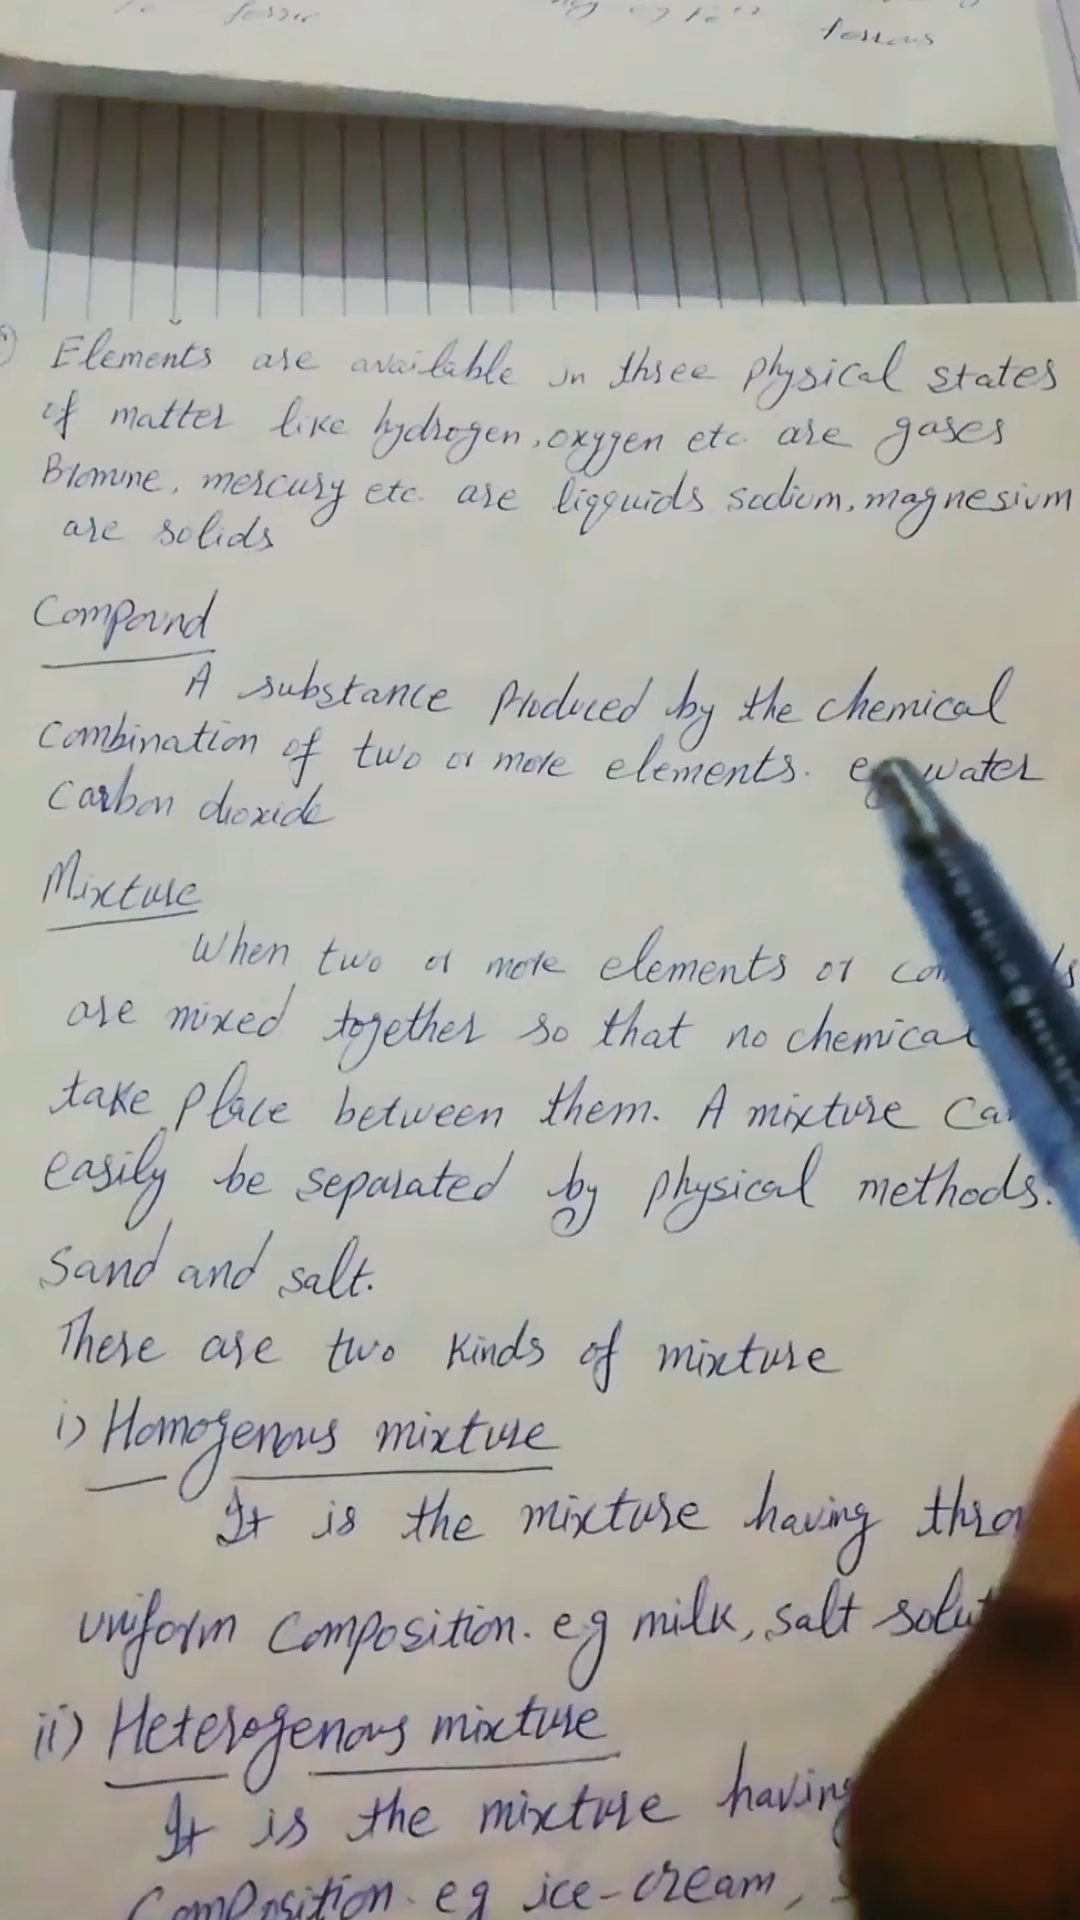 ferrous
Elements are available in three physical states
of matter like hydrogen, oxygen etc. are gases
Bromine, mercury etc. are liqquids sodium, magnesium
are solids
Compound
A substance Produced by the chemical
combination of two or more elements. eg water
Carbon dioxide
Mixture
When two or more elements or
are mixed together so that no chemical
take place between them. A mixture
easily be separated by physical methods.
Sand and salt.
There are two kinds of mixture
i) Homogenous mixture
It is the mixture having
uniform composition. eg milk, salt
ii) Heterogenous mixture
It is the mixture having
Composition. eg ice-cream,